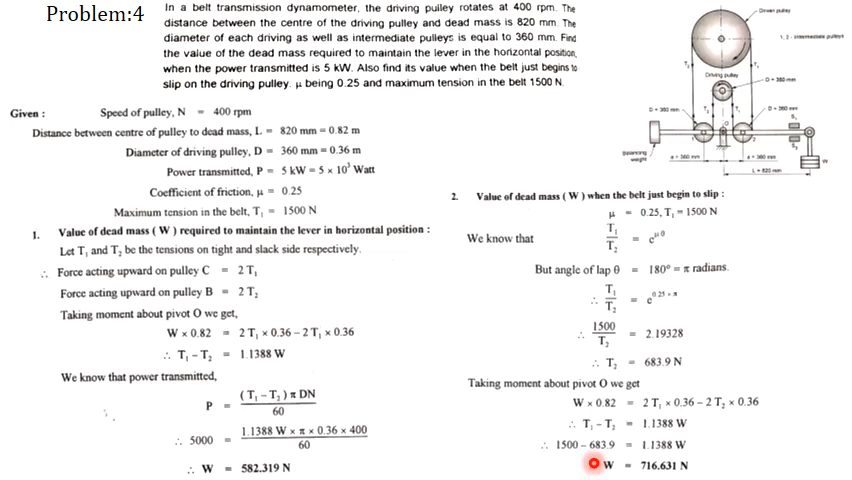 Problem:4
In a belt transmission dynamometer, the driving pulley rotates at 400 rpm. The
distance between the centre of the driving pulley and dead mass is 820 mm. The
diameter of each driving as well as intermediate pulleys is equal to 360 mm. Find
the value of the dead mass required to maintain the lever in the horizontal position,
when the power transmitted is 5 kW. Also find its value when the belt just begins to
slip on the driving pulley. μ being 0.25 and maximum tension in the belt 1500 N.
Given : Speed of pulley, N = 400 rpm
Distance between centre of pulley to dead mass, L = 820 mm = 0.82 m
Diameter of driving pulley, D = 360 mm = 0.36 m
Power transmitted, P = 5 kW = 5 × 10³ Watt
Coefficient of friction, μ = 0.25
Maximum tension in the belt, T₁ = 1500 N
1. Value of dead mass ( W ) required to maintain the lever in horizontal position :
Let T₁ and T₂ be the tensions on tight and slack side respectively.
∴ Force acting upward on pulley C = 2 T₁
Force acting upward on pulley B = 2 T₂
Taking moment about pivot O we get,
W × 0.82 = 2 T₁ × 0.36 – 2 T₁ × 0.36
∴ T₁ – T₂ = 1.1388 W
We know that power transmitted,
P = ( T₁ – T₂ ) π DN
60
∴ 5000 = 1.1388 W × π × 0.36 × 400
60
∴ W = 582.319 N
Driven pulley
1, 2 - Intermediate pulleys
Driving pulley
D = 360 mm
D = 360 mm
D = 360 mm
Balancing
weight
a = 360 mm
a = 360 mm
L = 820 mm
W
2. Value of dead mass ( W ) when the belt just begin to slip :
μ = 0.25, T₁ = 1500 N
We know that T₁
T₂ = e^μθ
But angle of lap θ = 180° = π radians.
∴ T₁
T₂ = e^0.25 × π
∴ 1500
T₂ = 2.19328
∴ T₂ = 683.9 N
Taking moment about pivot O we get
W × 0.82 = 2 T₁ × 0.36 – 2 T₂ × 0.36
∴ T₁ – T₂ = 1.1388 W
∴ 1500 – 683.9 = 1.1388 W
W = 716.631 N